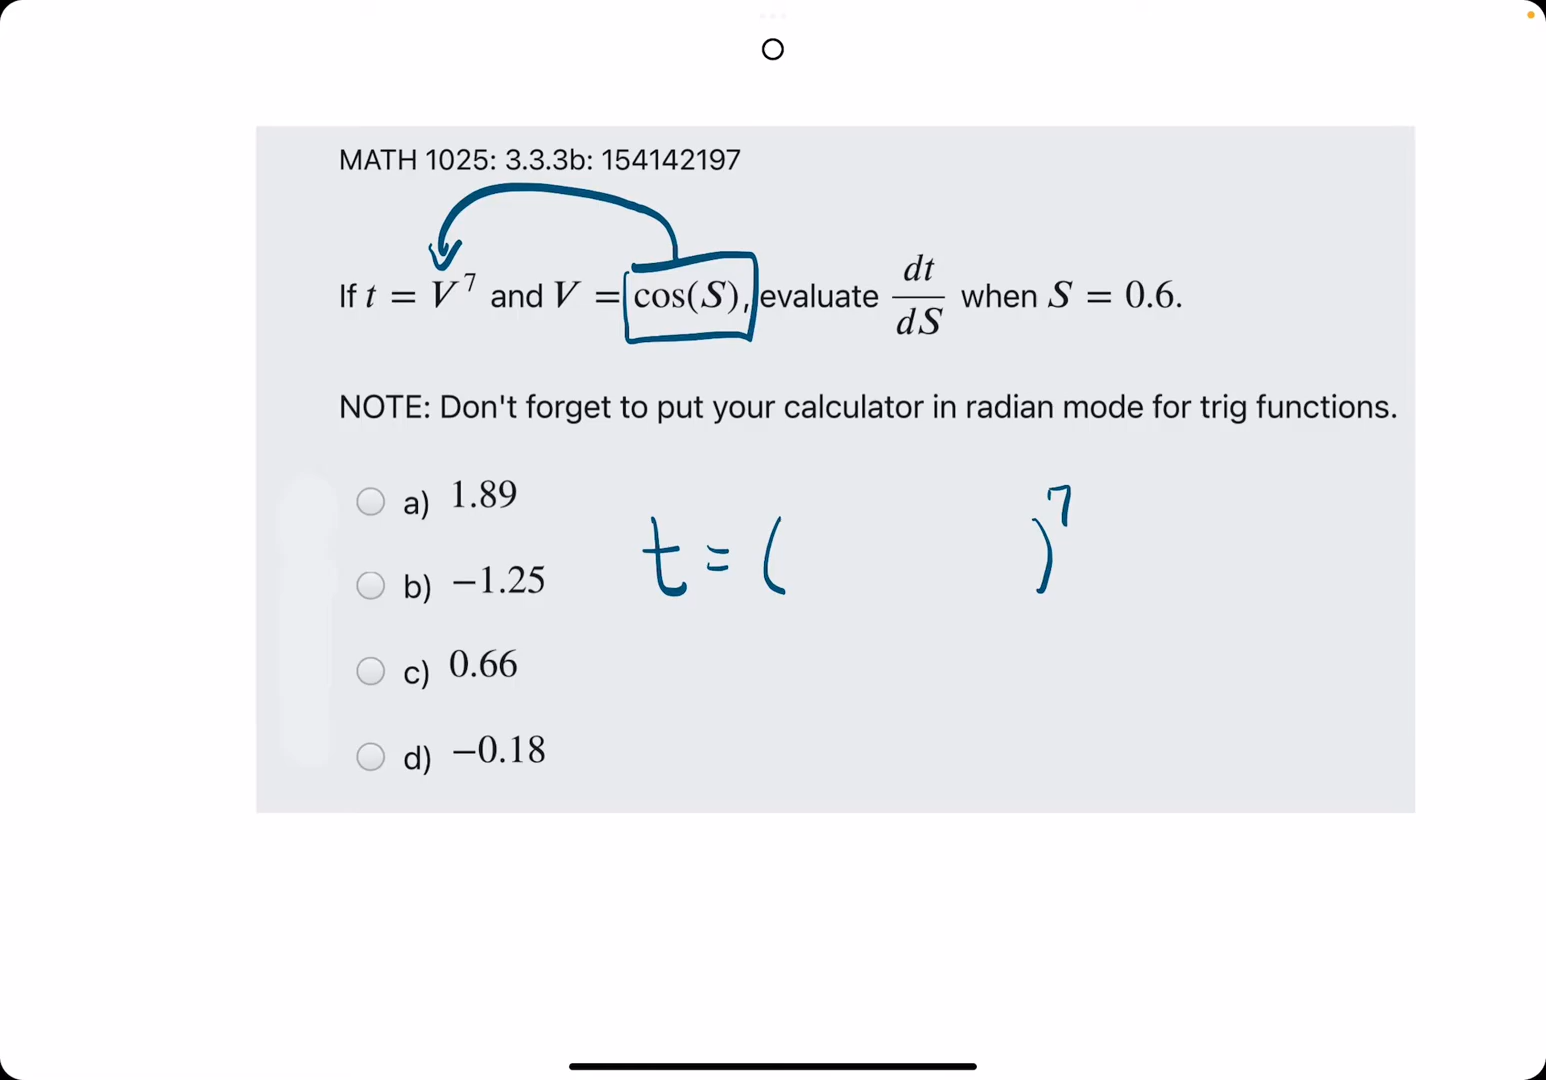 MATH 1025: 3.3.3b: 154142197
If t = V⁷ and V = cos(S), evaluate dt/dS when S = 0.6.
NOTE: Don't forget to put your calculator in radian mode for trig functions.
a) 1.89
b) −1.25
t = (       )⁷
c) 0.66
d) −0.18